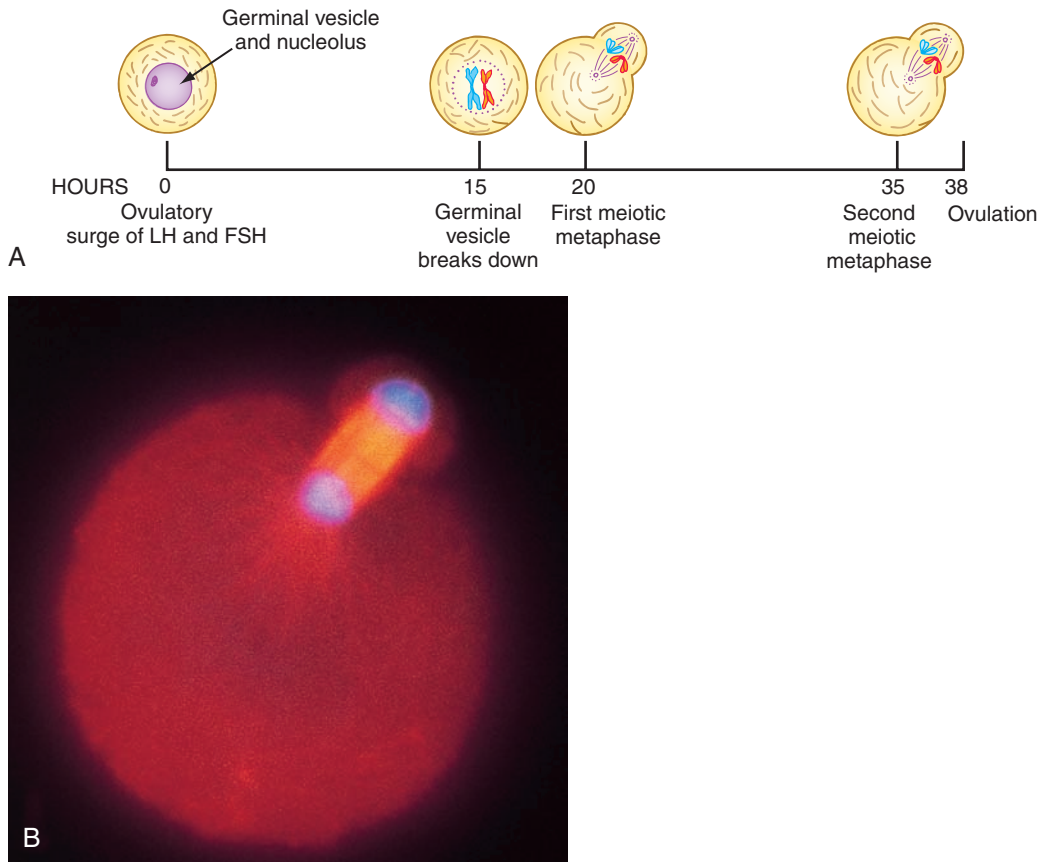 Germinal vesicle
and nucleolus
HOURS 0 15 20 35 38
Ovulatory
surge of LH and FSH
Germinal
vesicle
breaks down
First meiotic
metaphase
Second
meiotic
metaphase
Ovulation
A
B